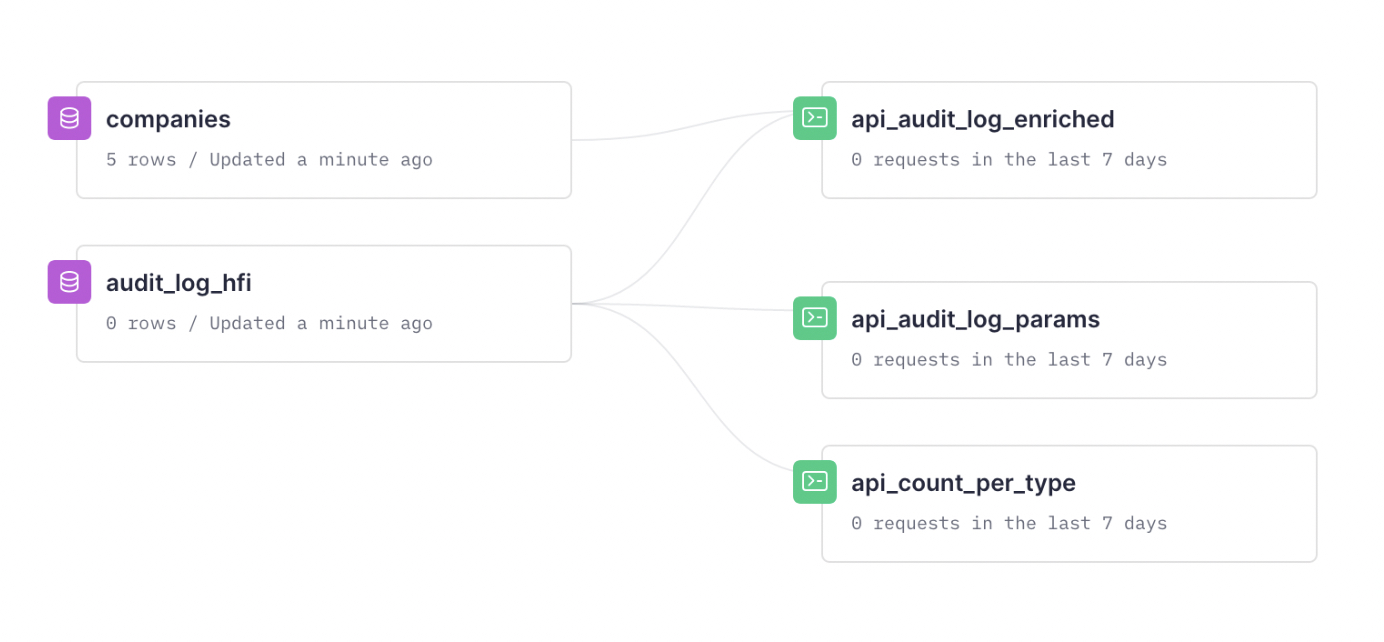 companies
5 rows / Updated a minute ago
audit_log_hfi
0 rows / Updated a minute ago
api_audit_log_enriched
0 requests in the last 7 days
api_audit_log_params
0 requests in the last 7 days
api_count_per_type
0 requests in the last 7 days